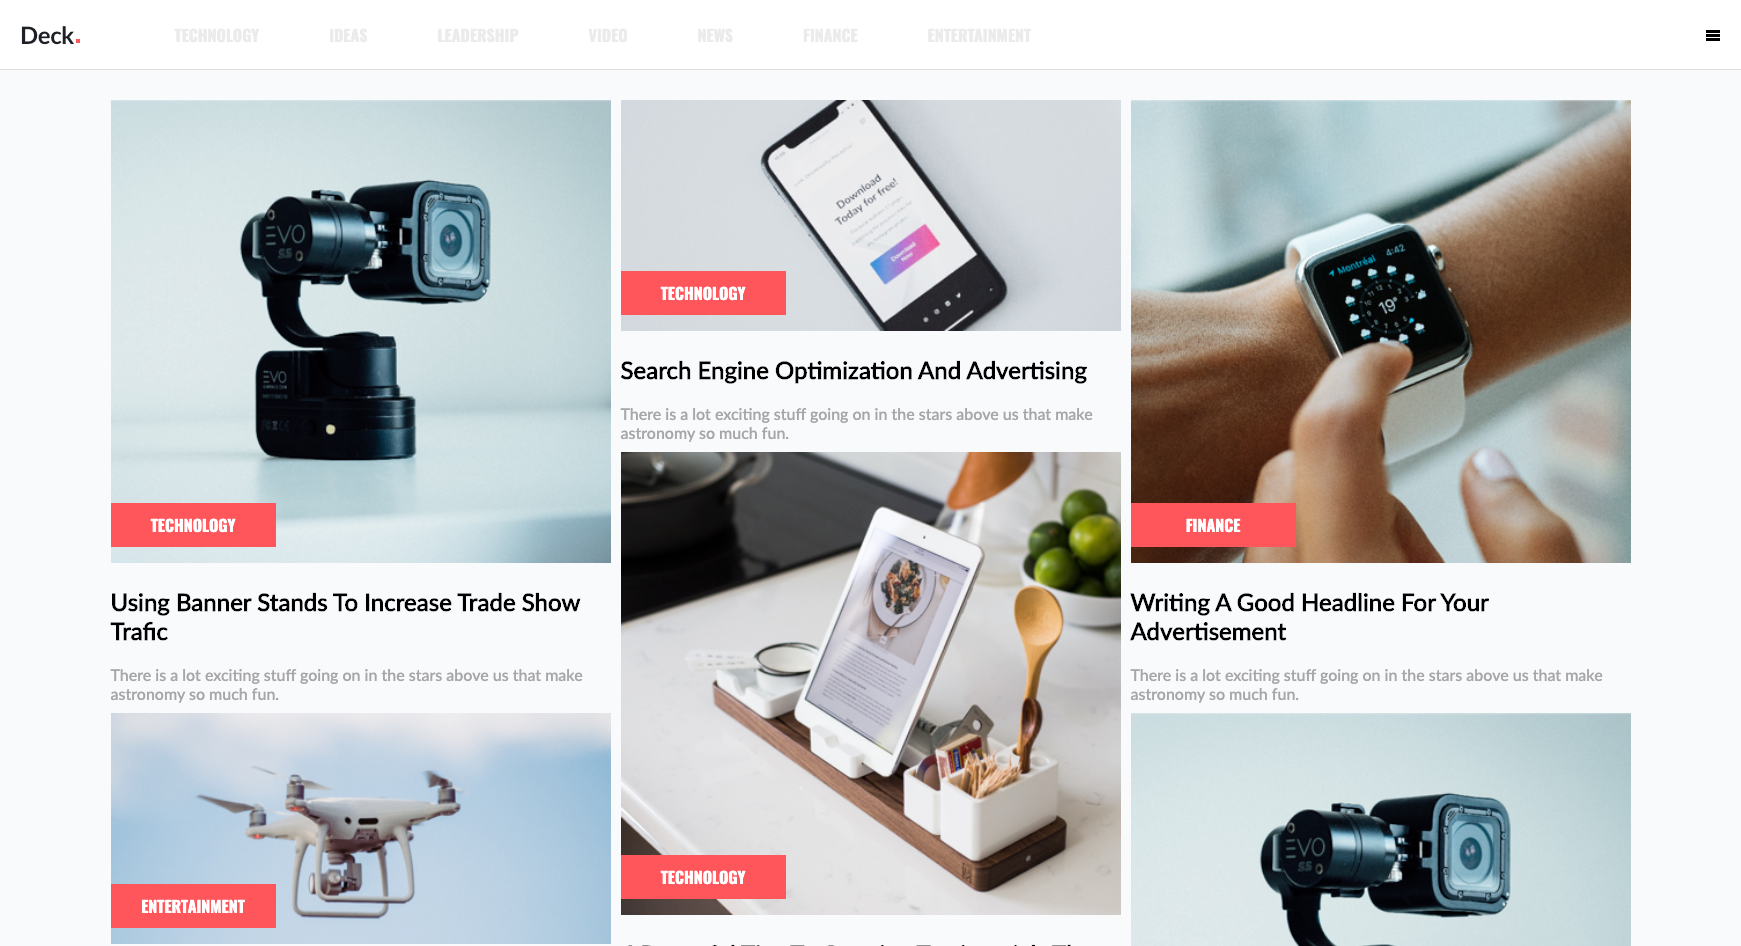 Deck.
TECHNOLOGY
IDEAS
LEADERSHIP
VIDEO
NEWS
FINANCE
ENTERTAINMENT
EVO
SS
EVO
TECHNOLOGY
Using Banner Stands To Increase Trade Show
Trafic
There is a lot exciting stuff going on in the stars above us that make
astronomy so much fun.
ENTERTAINMENT
Download
Today for free!
Download
Now
TECHNOLOGY
Search Engine Optimization And Advertising
There is a lot exciting stuff going on in the stars above us that make
astronomy so much fun.
TECHNOLOGY
Montréal 4:42
19°
FINANCE
Writing A Good Headline For Your
Advertisement
There is a lot exciting stuff going on in the stars above us that make
astronomy so much fun.
EVO
SS